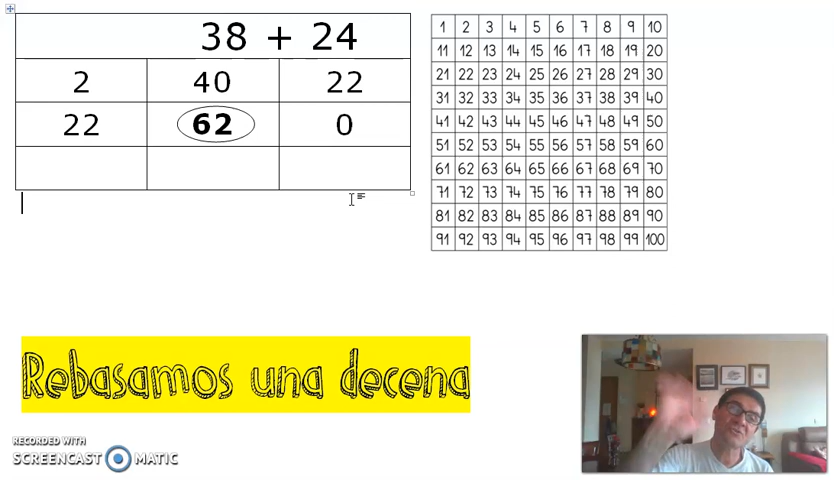 38 + 24
2 40 22
22 62 0
1 2 3 4 5 6 7 8 9 10
11 12 13 14 15 16 17 18 19 20
21 22 23 24 25 26 27 28 29 30
31 32 33 34 35 36 37 38 39 40
41 42 43 44 45 46 47 48 49 50
51 52 53 54 55 56 57 58 59 60
61 62 63 64 65 66 67 68 69 70
71 72 73 74 75 76 77 78 79 80
81 82 83 84 85 86 87 88 89 90
91 92 93 94 95 96 97 98 99 100
Rebasamos una decena
RECORDED WITH
SCREENCAST MATIC